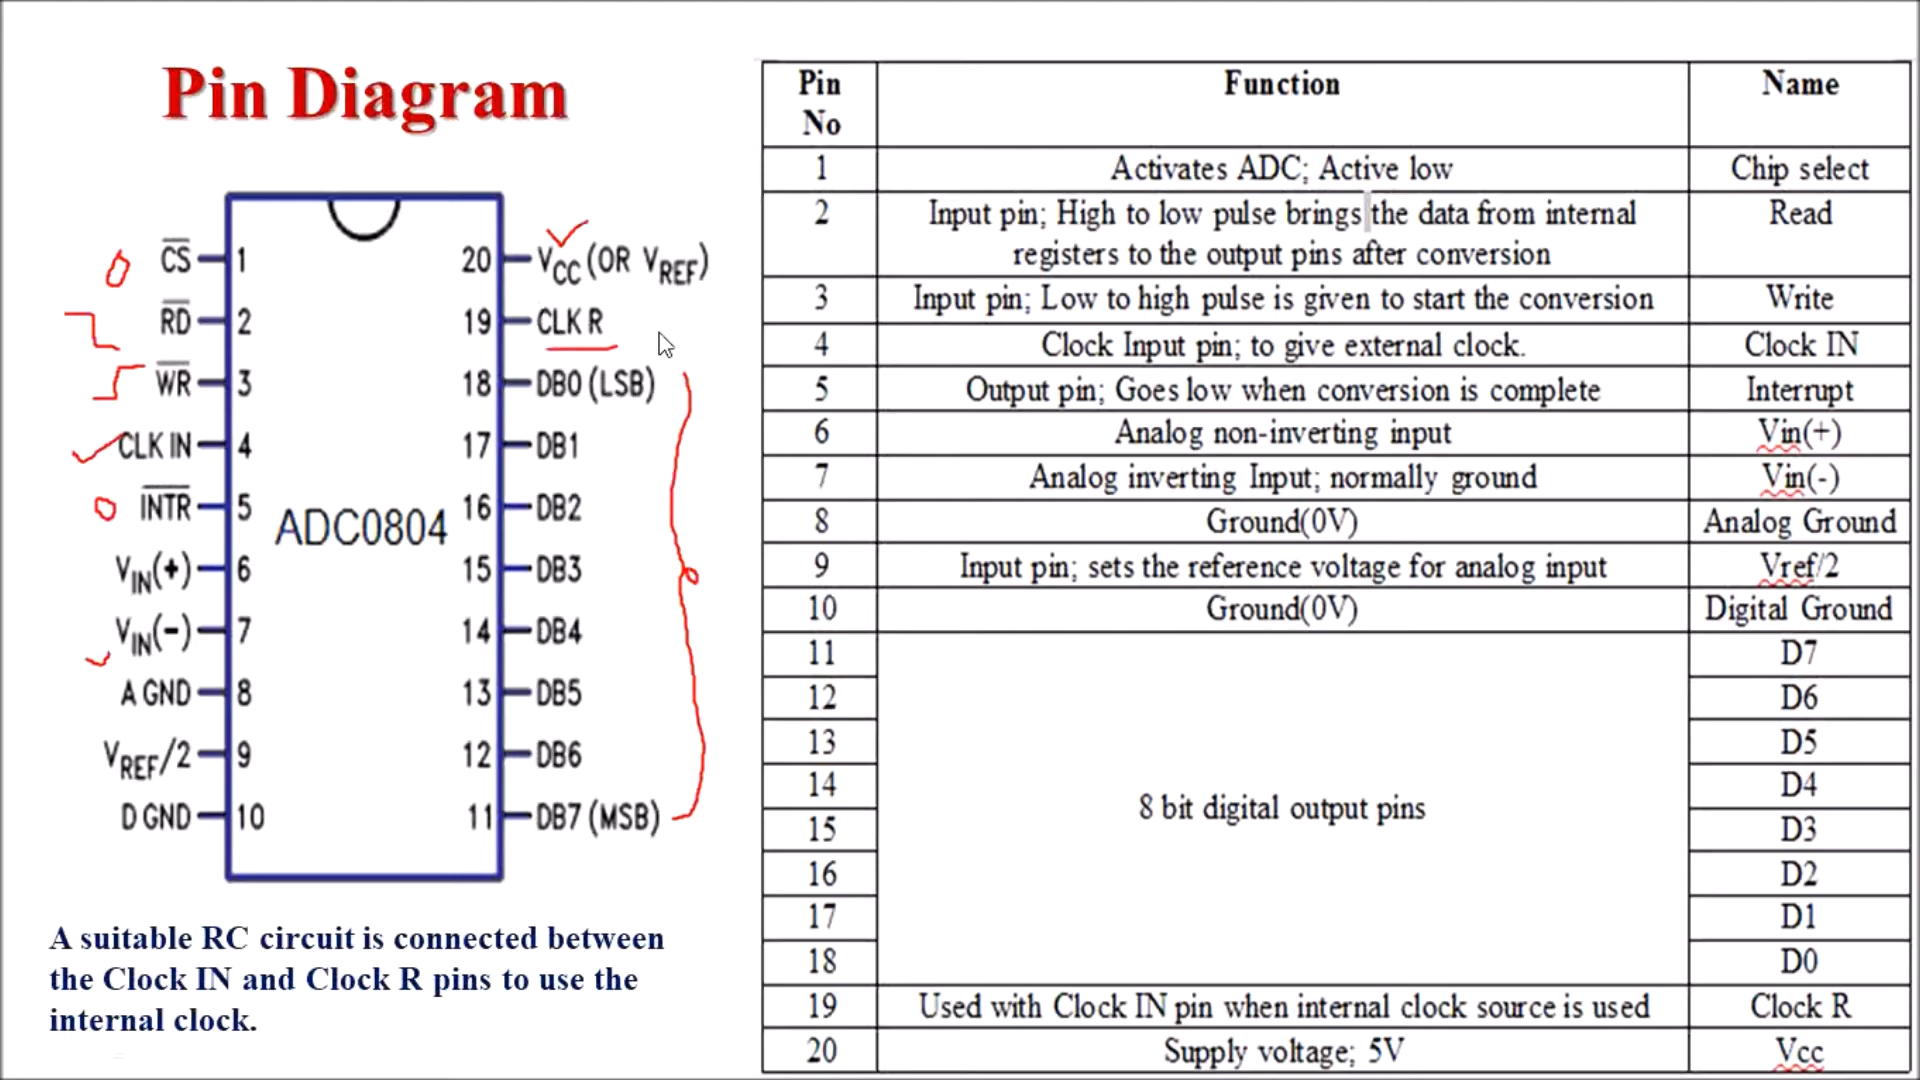 Pin Diagram
C̅S̅ 1
R̅D̅ 2
W̅R̅ 3
CLK IN 4
I̅N̅T̅R̅ 5
VIN(+) 6
VIN(-) 7
A GND 8
VREF/2 9
D GND 10
ADC0804
20 VCC (OR VREF)
19 CLK R
18 DB0 (LSB)
17 DB1
16 DB2
15 DB3
14 DB4
13 DB5
12 DB6
11 DB7 (MSB)
A suitable RC circuit is connected between
the Clock IN and Clock R pins to use the
internal clock.
Pin No Function Name
1 Activates ADC; Active low Chip select
2 Input pin; High to low pulse brings the data from internal Read
registers to the output pins after conversion
3 Input pin; Low to high pulse is given to start the conversion Write
4 Clock Input pin; to give external clock. Clock IN
5 Output pin; Goes low when conversion is complete Interrupt
6 Analog non-inverting input Vin(+)
7 Analog inverting Input; normally ground Vin(-)
8 Ground(0V) Analog Ground
9 Input pin; sets the reference voltage for analog input Vref/2
10 Ground(0V) Digital Ground
11 D7
12 D6
13 D5
14 D4
8 bit digital output pins
15 D3
16 D2
17 D1
18 D0
19 Used with Clock IN pin when internal clock source is used Clock R
20 Supply voltage; 5V Vcc